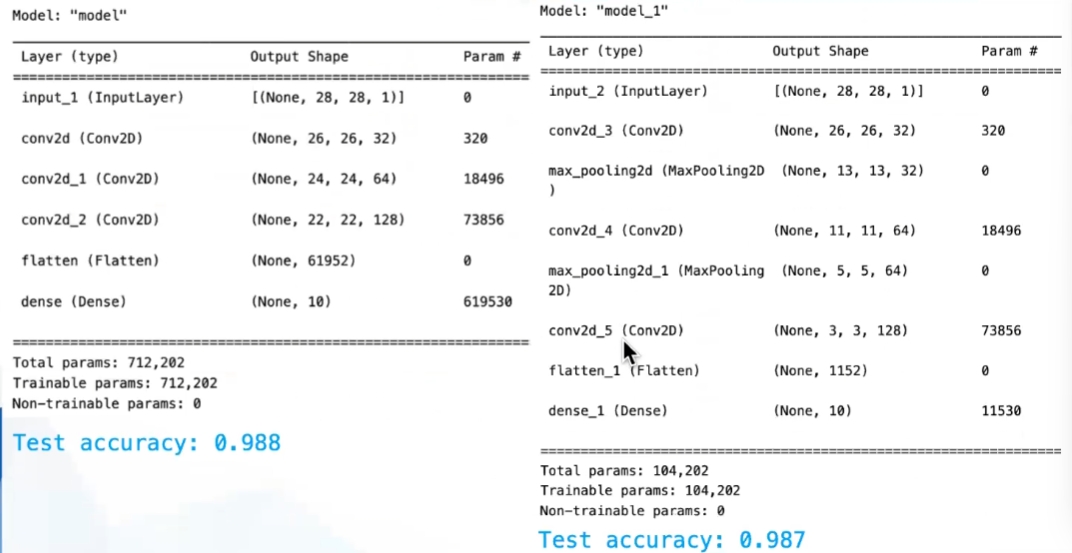 Model: "model"
Layer (type) Output Shape Param #
input_1 (InputLayer) [(None, 28, 28, 1)] 0
conv2d (Conv2D) (None, 26, 26, 32) 320
conv2d_1 (Conv2D) (None, 24, 24, 64) 18496
conv2d_2 (Conv2D) (None, 22, 22, 128) 73856
flatten (Flatten) (None, 61952) 0
dense (Dense) (None, 10) 619530
Total params: 712,202
Trainable params: 712,202
Non-trainable params: 0
Test accuracy: 0.988
Model: "model_1"
Layer (type) Output Shape Param #
input_2 (InputLayer) [(None, 28, 28, 1)] 0
conv2d_3 (Conv2D) (None, 26, 26, 32) 320
max_pooling2d (MaxPooling2D (None, 13, 13, 32) 0
)
conv2d_4 (Conv2D) (None, 11, 11, 64) 18496
max_pooling2d_1 (MaxPooling (None, 5, 5, 64) 0
2D)
conv2d_5 (Conv2D) (None, 3, 3, 128) 73856
flatten_1 (Flatten) (None, 1152) 0
dense_1 (Dense) (None, 10) 11530
Total params: 104,202
Trainable params: 104,202
Non-trainable params: 0
Test accuracy: 0.987